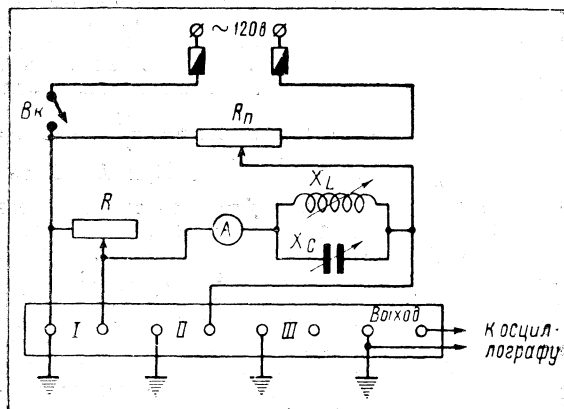 ~120в
Вк
Rп
XL
R
A
XC
I II III Выход
К осцил-
лографу